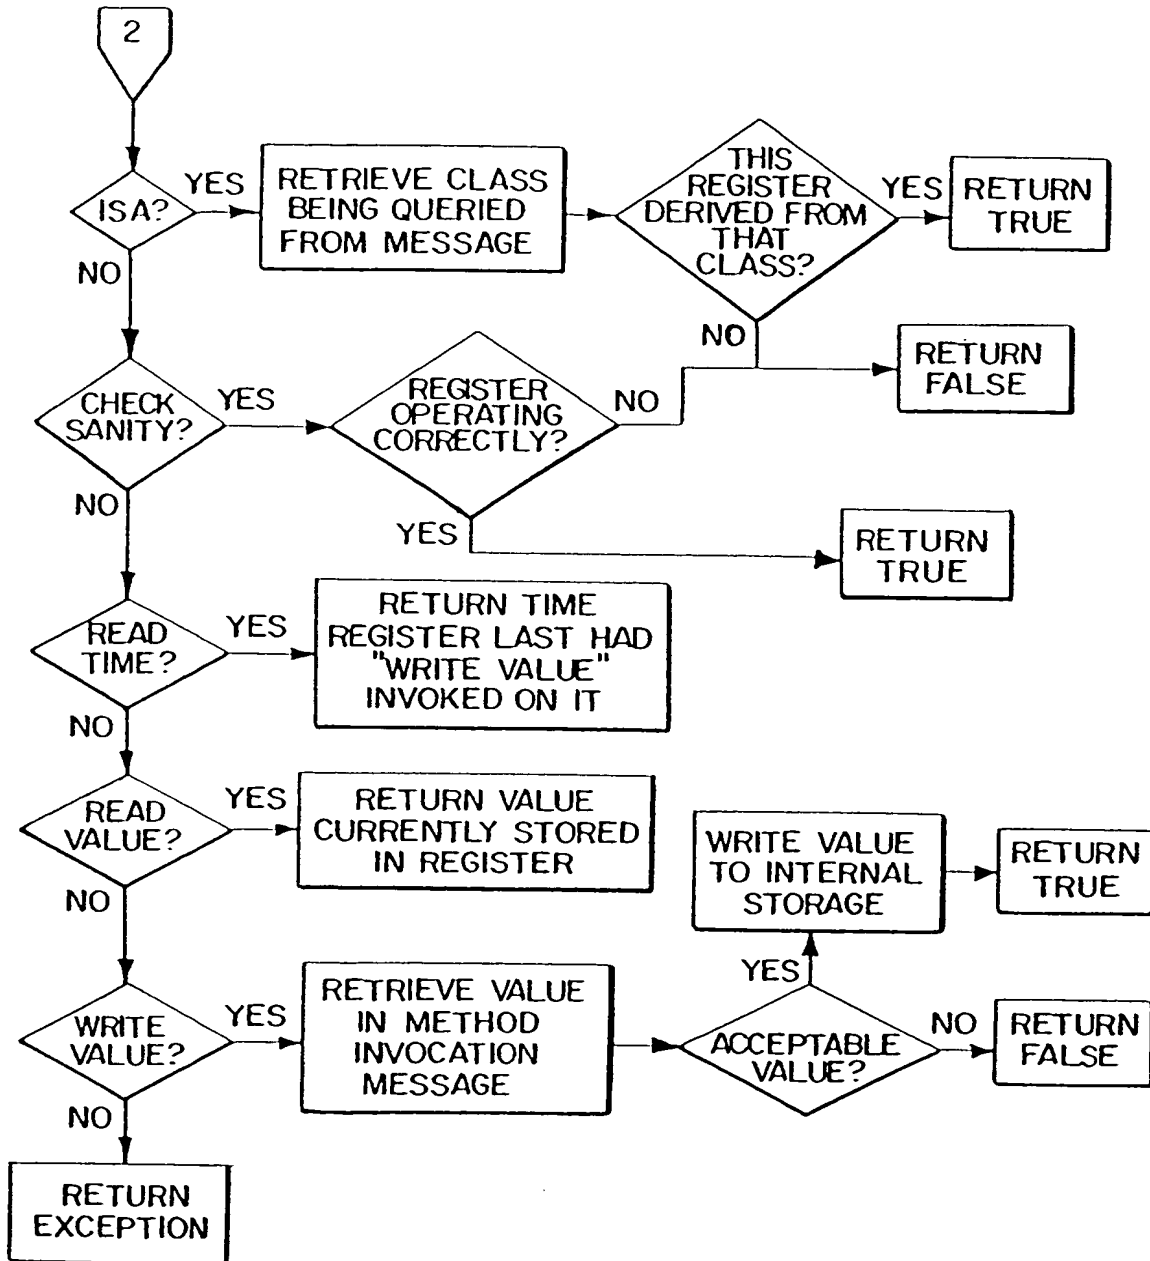 2
ISA?
YES
RETRIEVE CLASS
BEING QUERIED
FROM MESSAGE
THIS
REGISTER
DERIVED FROM
THAT
CLASS?
YES
RETURN
TRUE
NO
NO
RETURN
FALSE
CHECK
SANITY?
YES
REGISTER
OPERATING
CORRECTLY?
NO
NO
YES
RETURN
TRUE
READ
TIME?
YES
RETURN TIME
REGISTER LAST HAD
"WRITE VALUE"
INVOKED ON IT
NO
READ
VALUE?
YES
RETURN VALUE
CURRENTLY STORED
IN REGISTER
WRITE VALUE
TO INTERNAL
STORAGE
RETURN
TRUE
NO
YES
WRITE
VALUE?
YES
RETRIEVE VALUE
IN METHOD
INVOCATION
MESSAGE
ACCEPTABLE
VALUE?
NO
RETURN
FALSE
NO
RETURN
EXCEPTION